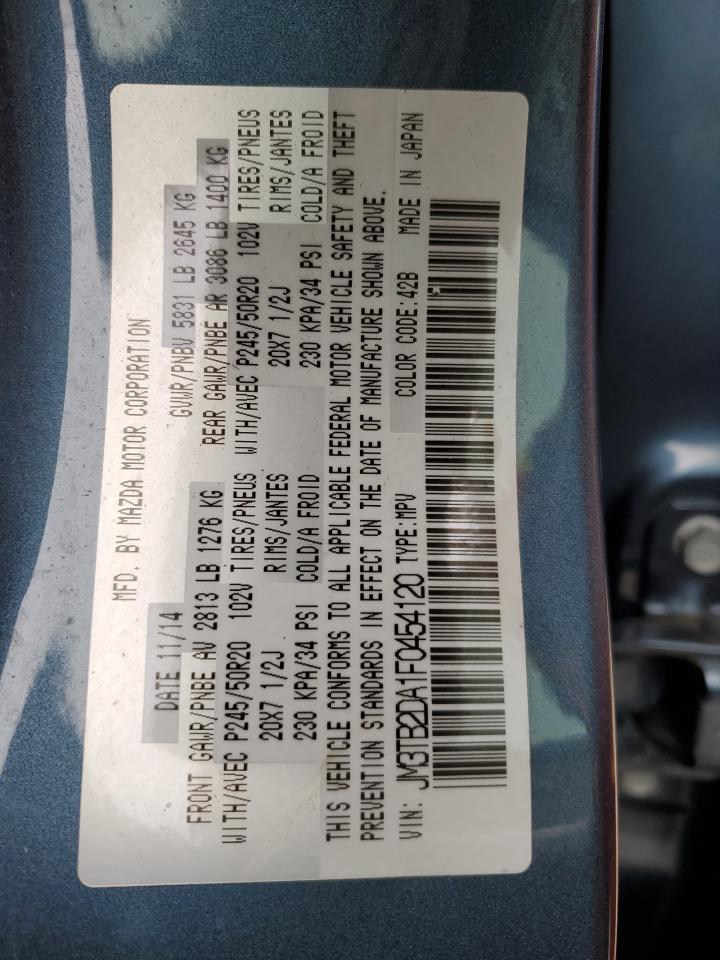 MFD. BY MAZDA MOTOR CORPORATION
DATE 11/14 GVWR/PNBV 5831 LB 2645 KG
FRONT GAWR/PNBE AV 2813 LB 1276 KG REAR GAWR/PNBE AR 3086 LB 1400 KG
WITH/AVEC P245/50R20 102V TIRES/PNEUS WITH/AVEC P245/50R20 102V TIRES/PNEUS
20X7 1/2J RIMS/JANTES 20X7 1/2J RIMS/JANTES
230 KPA/34 PSI COLD/A FROID 230 KPA/34 PSI COLD/A FROID
THIS VEHICLE CONFORMS TO ALL APPLICABLE FEDERAL MOTOR VEHICLE SAFETY AND THEFT
PREVENTION STANDARDS IN EFFECT ON THE DATE OF MANUFACTURE SHOWN ABOVE.
VIN: JM3TB2DA1F0454120 TYPE:MPV COLOR CODE:42B MADE IN JAPAN